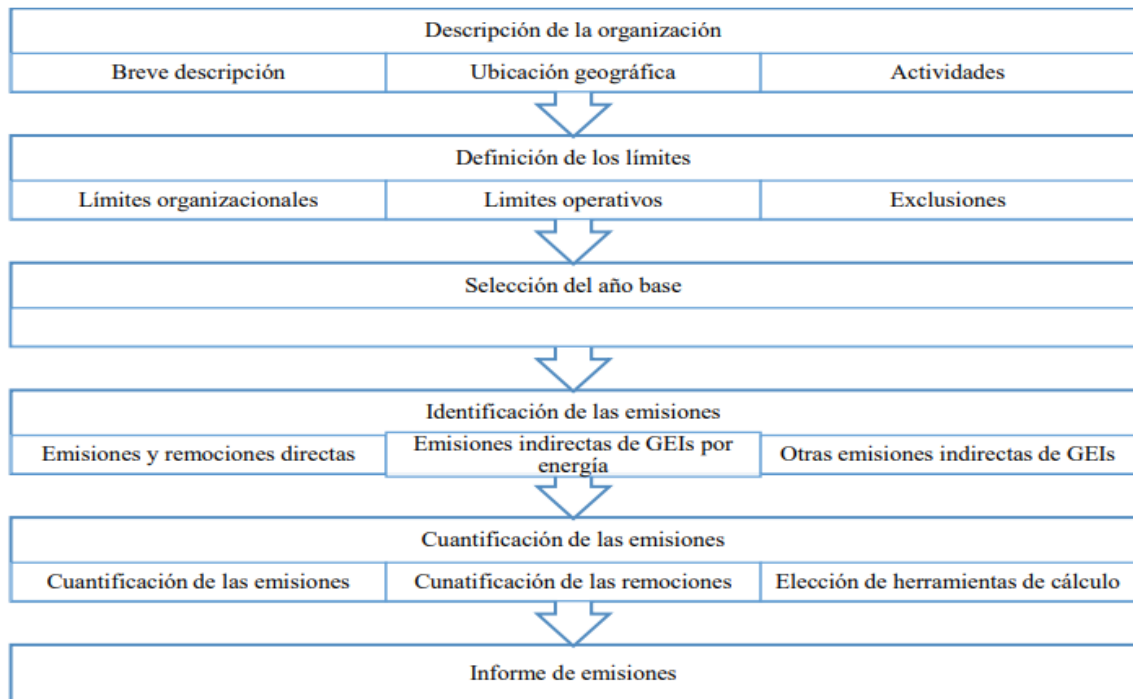 Descripción de la organización
Breve descripción
Ubicación geográfica
Actividades
Definición de los límites
Límites organizacionales
Limites operativos
Exclusiones
Selección del año base
Identificación de las emisiones
Emisiones y remociones directas
Emisiones indirectas de GEIs por
energía
Otras emisiones indirectas de GEIs
Cuantificación de las emisiones
Cuantificación de las emisiones
Cunatificación de las remociones
Elección de herramientas de cálculo
Informe de emisiones